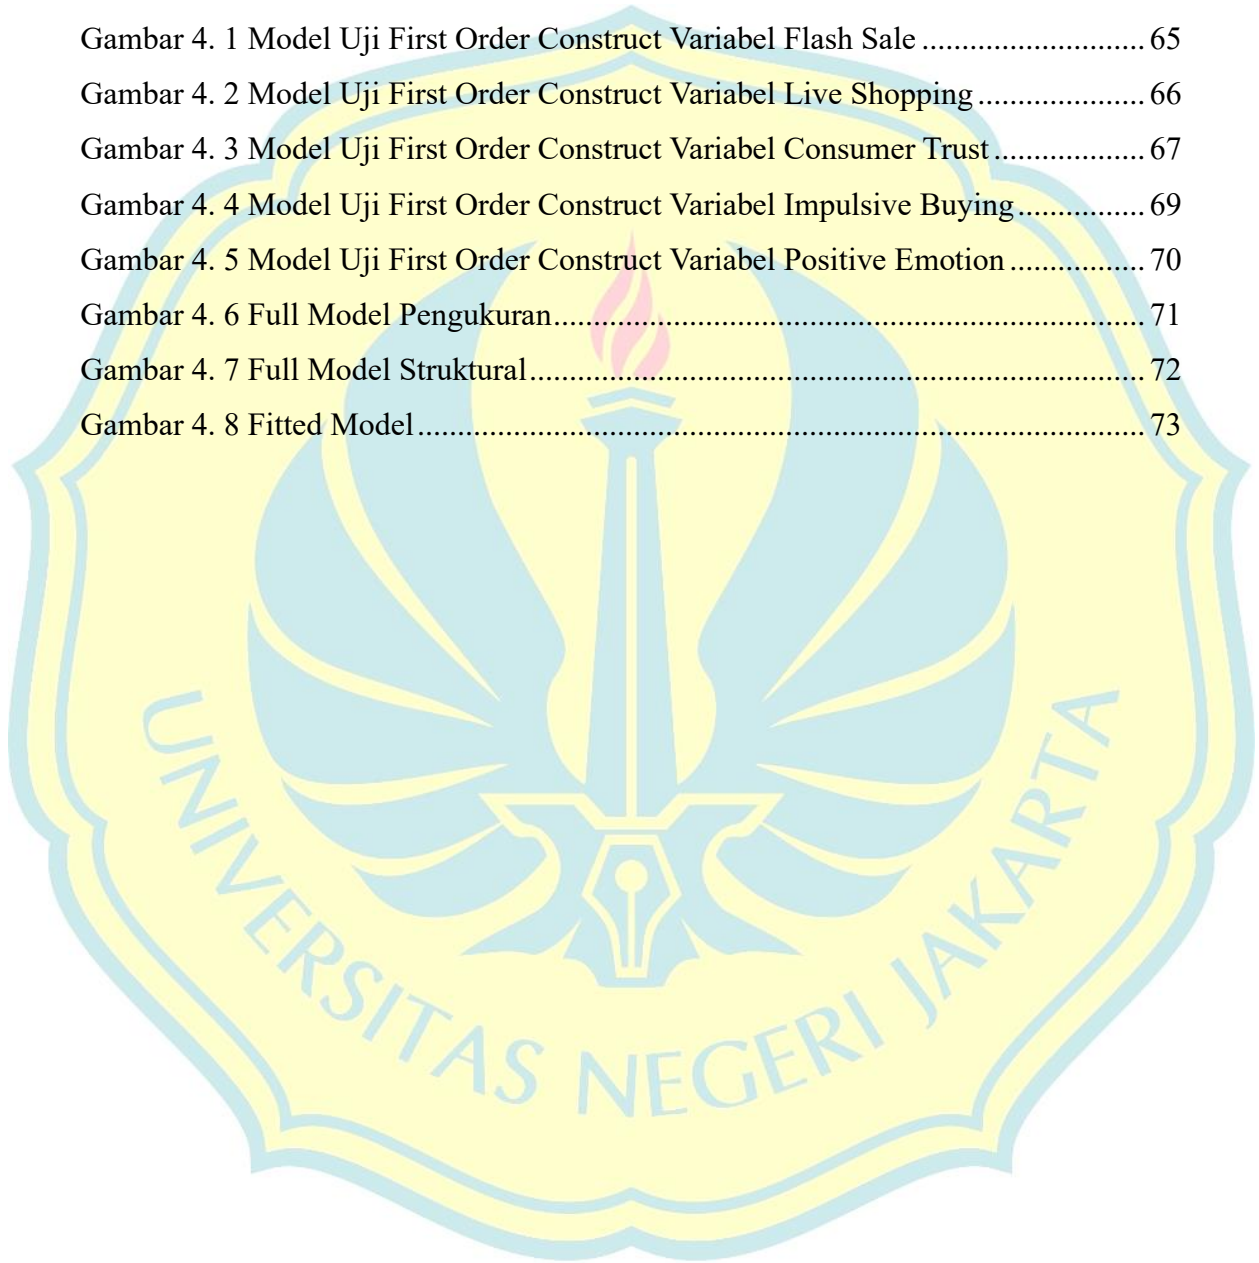 Gambar 4. 1 Model Uji First Order Construct Variabel Flash Sale ............................ 65
Gambar 4. 2 Model Uji First Order Construct Variabel Live Shopping ..................... 66
Gambar 4. 3 Model Uji First Order Construct Variabel Consumer Trust ................... 67
Gambar 4. 4 Model Uji First Order Construct Variabel Impulsive Buying ................ 69
Gambar 4. 5 Model Uji First Order Construct Variabel Positive Emotion ................. 70
Gambar 4. 6 Full Model Pengukuran .......................................................................... 71
Gambar 4. 7 Full Model Struktural ............................................................................. 72
Gambar 4. 8 Fitted Model ........................................................................................... 73
UNIVERSITAS NEGERI JAKARTA